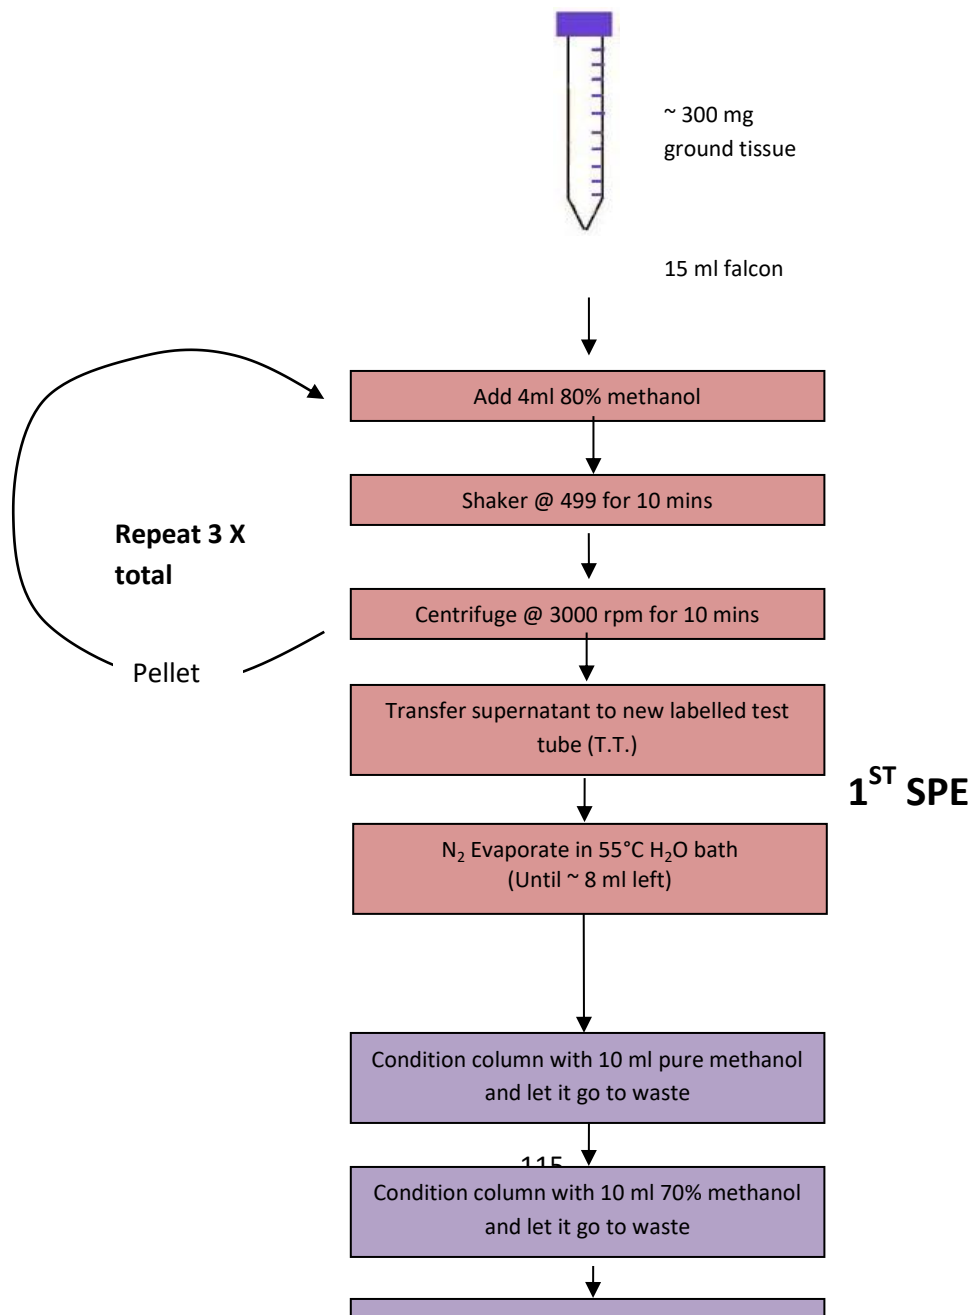 ~ 300 mg
ground tissue
15 ml falcon
Add 4ml 80% methanol
Shaker @ 499 for 10 mins
Repeat 3 X
total
Centrifuge @ 3000 rpm for 10 mins
Pellet
Transfer supernatant to new labelled test
tube (T.T.)
1ST SPE
N2 Evaporate in 55°C H2O bath
(Until ~ 8 ml left)
Condition column with 10 ml pure methanol
and let it go to waste
115
Condition column with 10 ml 70% methanol
and let it go to waste